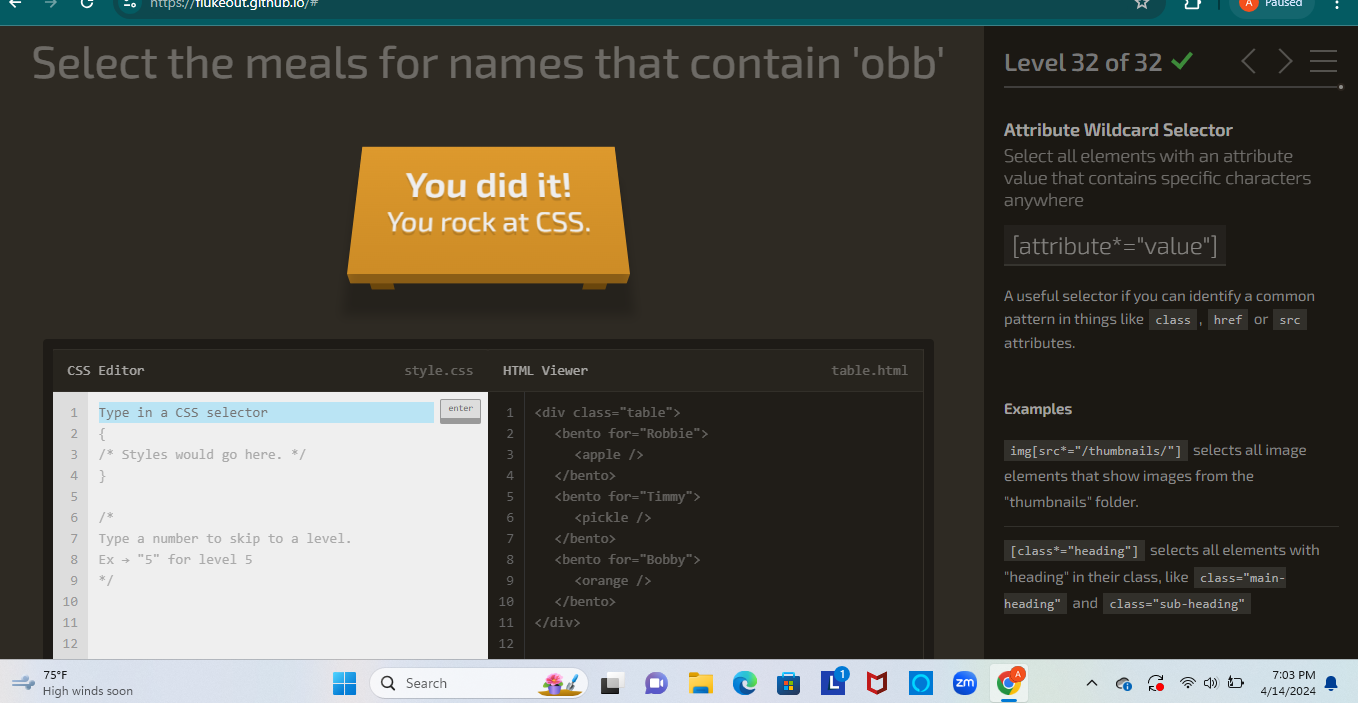 https://flukeout.github.io/#
A
Paused
Select the meals for names that contain 'obb'
You did it!
You rock at CSS.
Level 32 of 32
Attribute Wildcard Selector
Select all elements with an attribute
value that contains specific characters
anywhere
[attribute*="value"]
A useful selector if you can identify a common
pattern in things like class , href or src
attributes.
Examples
img[src*="/thumbnails/"] selects all image
elements that show images from the
"thumbnails" folder.
[class*="heading"] selects all elements with
"heading" in their class, like class="main-
heading" and class="sub-heading"
CSS Editor style.css
1 Type in a CSS selector enter
2 {
3 /* Styles would go here. */
4 }
5
6 /*
7 Type a number to skip to a level.
8 Ex → "5" for level 5
9 */
10
11
12
HTML Viewer table.html
1 <div class="table">
2 <bento for="Robbie">
3 <apple />
4 </bento>
5 <bento for="Timmy">
6 <pickle />
7 </bento>
8 <bento for="Bobby">
9 <orange />
10 </bento>
11 </div>
12
75°F
High winds soon
Search
L 1
zm
A
7:03 PM
4/14/2024